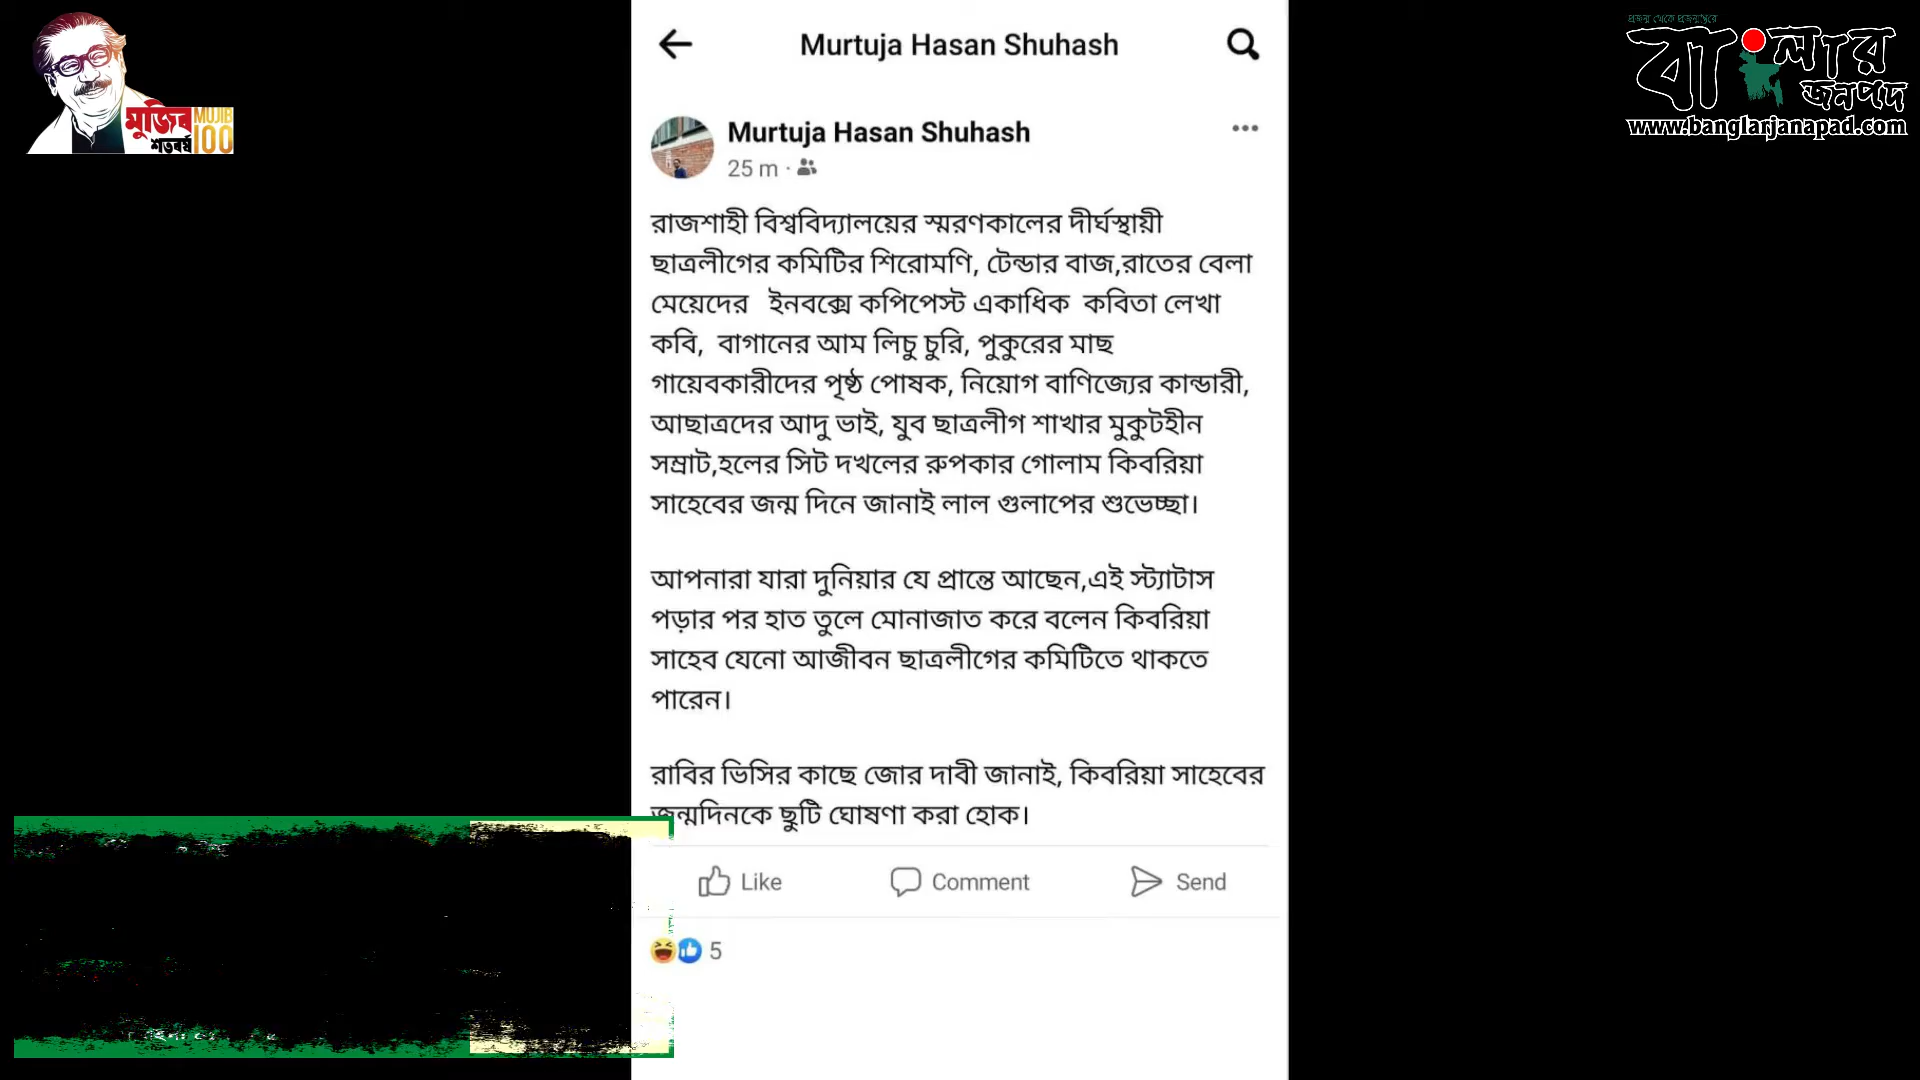 Murtuja Hasan Shuhash
Murtuja Hasan Shuhash
25 m ·
রাজশাহী বিশ্ববিদ্যালয়ের স্মরণকালের দীর্ঘস্থায়ী
ছাত্রলীগের কমিটির শিরোমণি, টেন্ডার বাজ,রাতের বেলা
মেয়েদের ইনবক্সে কপিপেস্ট একাধিক কবিতা লেখা
কবি, বাগানের আম লিচু চুরি, পুকুরের মাছ
গায়েবকারীদের পৃষ্ঠ পোষক, নিয়োগ বাণিজ্যের কান্ডারী,
আছাত্রদের আদু ভাই, যুব ছাত্রলীগ শাখার মুকুটহীন
সম্রাট,হলের সিট দখলের রুপকার গোলাম কিবরিয়া
সাহেবের জন্ম দিনে জানাই লাল গুলাপের শুভেচ্ছা।
আপনারা যারা দুনিয়ার যে প্রান্তে আছেন,এই স্ট্যাটাস
পড়ার পর হাত তুলে মোনাজাত করে বলেন কিবরিয়া
সাহেব যেনো আজীবন ছাত্রলীগের কমিটিতে থাকতে
পারেন।
রাবির ভিসির কাছে জোর দাবী জানাই, কিবরিয়া সাহেবের
জন্মদিনকে ছুটি ঘোষণা করা হোক।
Like Comment Send
5
মুজিব MUJIB
শতবর্ষ 100
প্রজন্ম থেকে প্রজন্মান্তরে
বাংলার
জনপদ
www.banglarjanapad.com